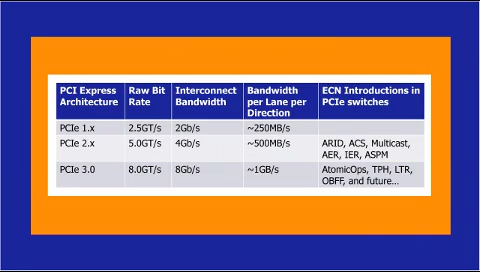 PCI Express Architecture | Raw Bit Rate | Interconnect Bandwidth | Bandwidth per Lane per Direction | ECN Introductions in PCIe switches
PCIe 1.x | 2.5GT/s | 2Gb/s | ~250MB/s
PCIe 2.x | 5.0GT/s | 4Gb/s | ~500MB/s | ARID, ACS, Multicast, AER, IER, ASPM
PCIe 3.0 | 8.0GT/s | 8Gb/s | ~1GB/s | AtomicOps, TPH, LTR, OBFF, and future...